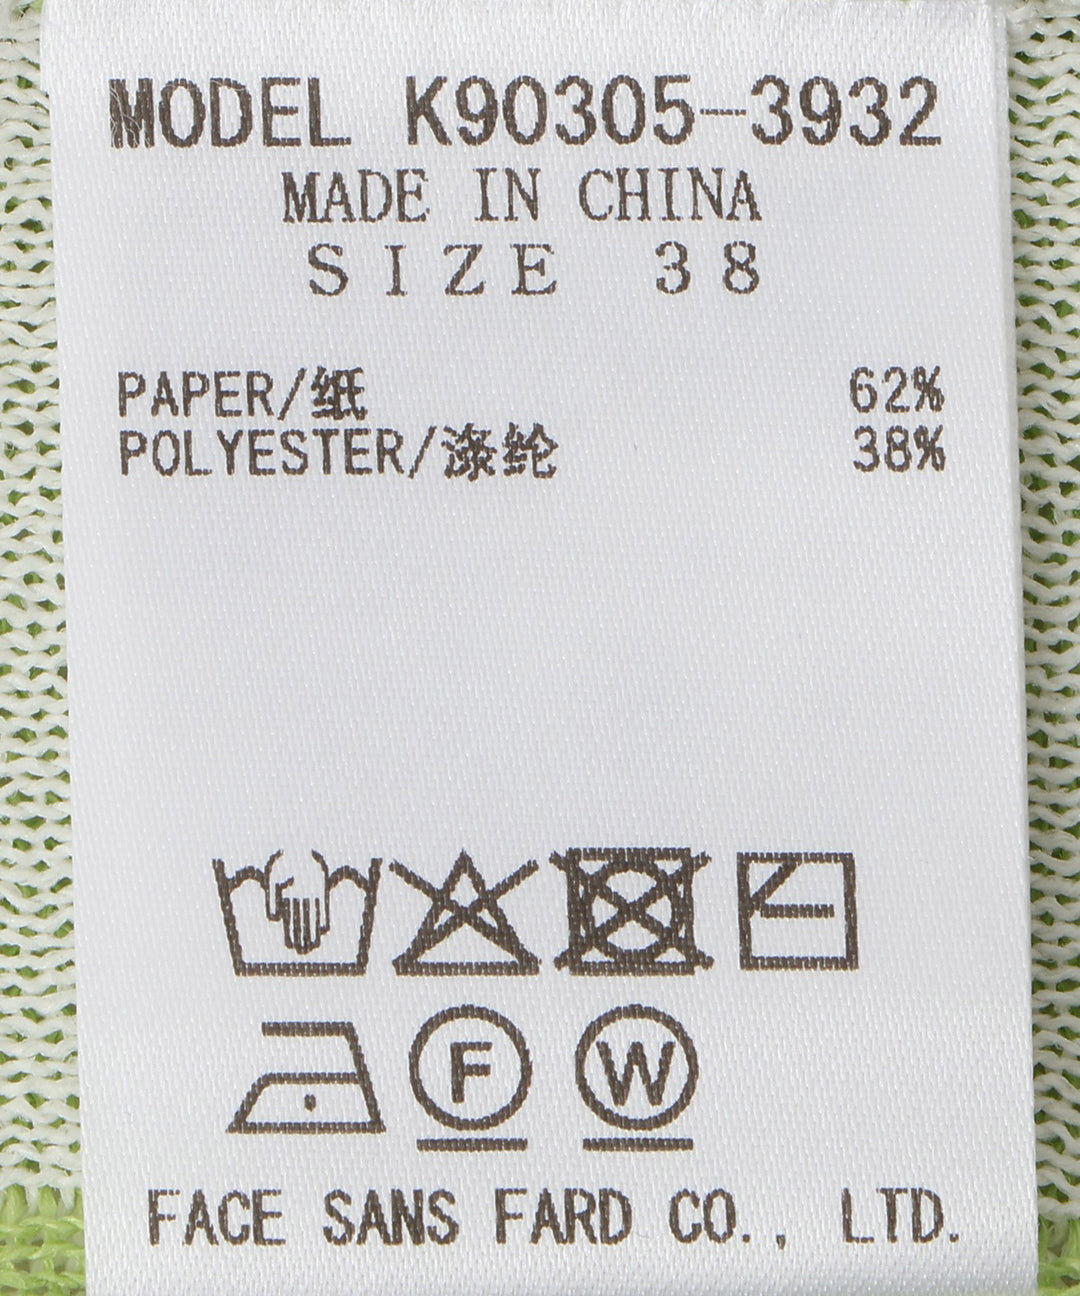 MODEL K90305-3932
MADE IN CHINA
SIZE 38
PAPER/纸 62%
POLYESTER/涤纶 38%
F W
FACE SANS FARD CO., LTD.